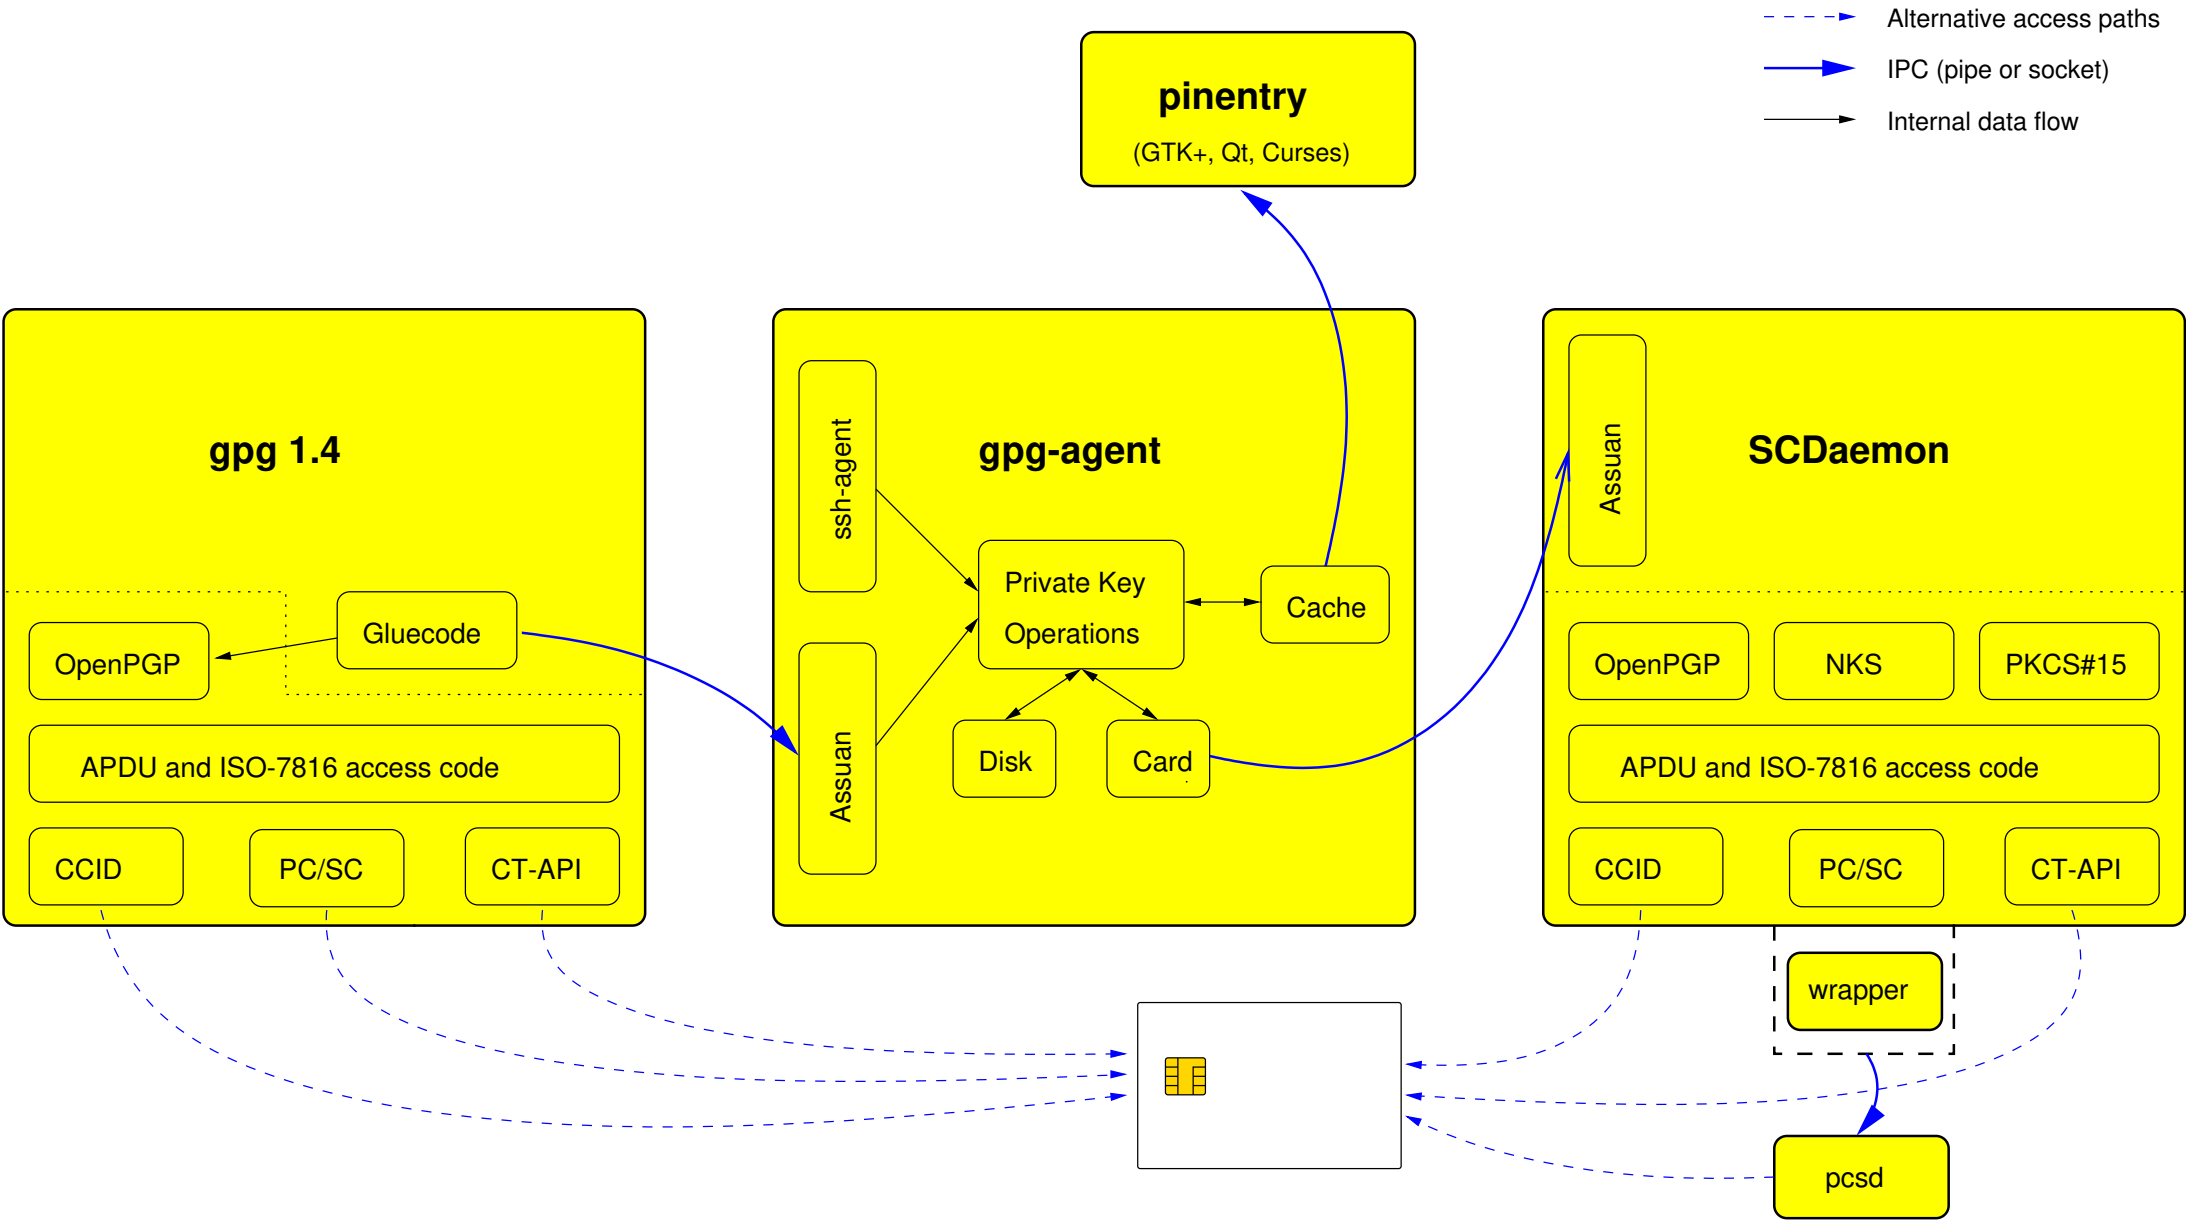 Alternative access paths
IPC (pipe or socket)
Internal data flow
pinentry
(GTK+, Qt, Curses)
gpg 1.4
Gluecode
OpenPGP
APDU and ISO-7816 access code
CCID
PC/SC
CT-API
gpg-agent
ssh-agent
Assuan
Private Key
Operations
Cache
Disk
Card
SCDaemon
Assuan
OpenPGP
NKS
PKCS#15
APDU and ISO-7816 access code
CCID
PC/SC
CT-API
wrapper
pcsd